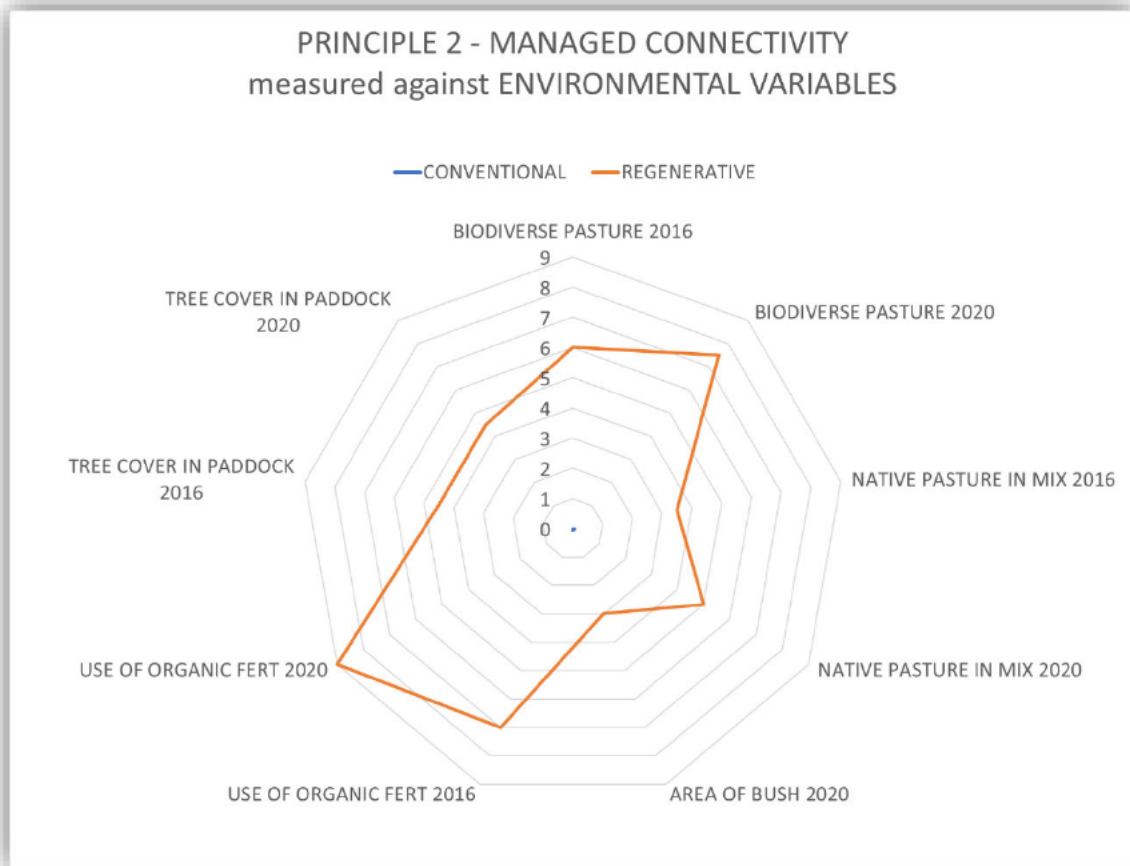 PRINCIPLE 2 - MANAGED CONNECTIVITY
measured against ENVIRONMENTAL VARIABLES
CONVENTIONAL REGENERATIVE
BIODIVERSE PASTURE 2016
9
8
7
6
5
4
3
2
1
0
BIODIVERSE PASTURE 2020
NATIVE PASTURE IN MIX 2016
NATIVE PASTURE IN MIX 2020
AREA OF BUSH 2020
USE OF ORGANIC FERT 2016
USE OF ORGANIC FERT 2020
TREE COVER IN PADDOCK
2016
TREE COVER IN PADDOCK
2020